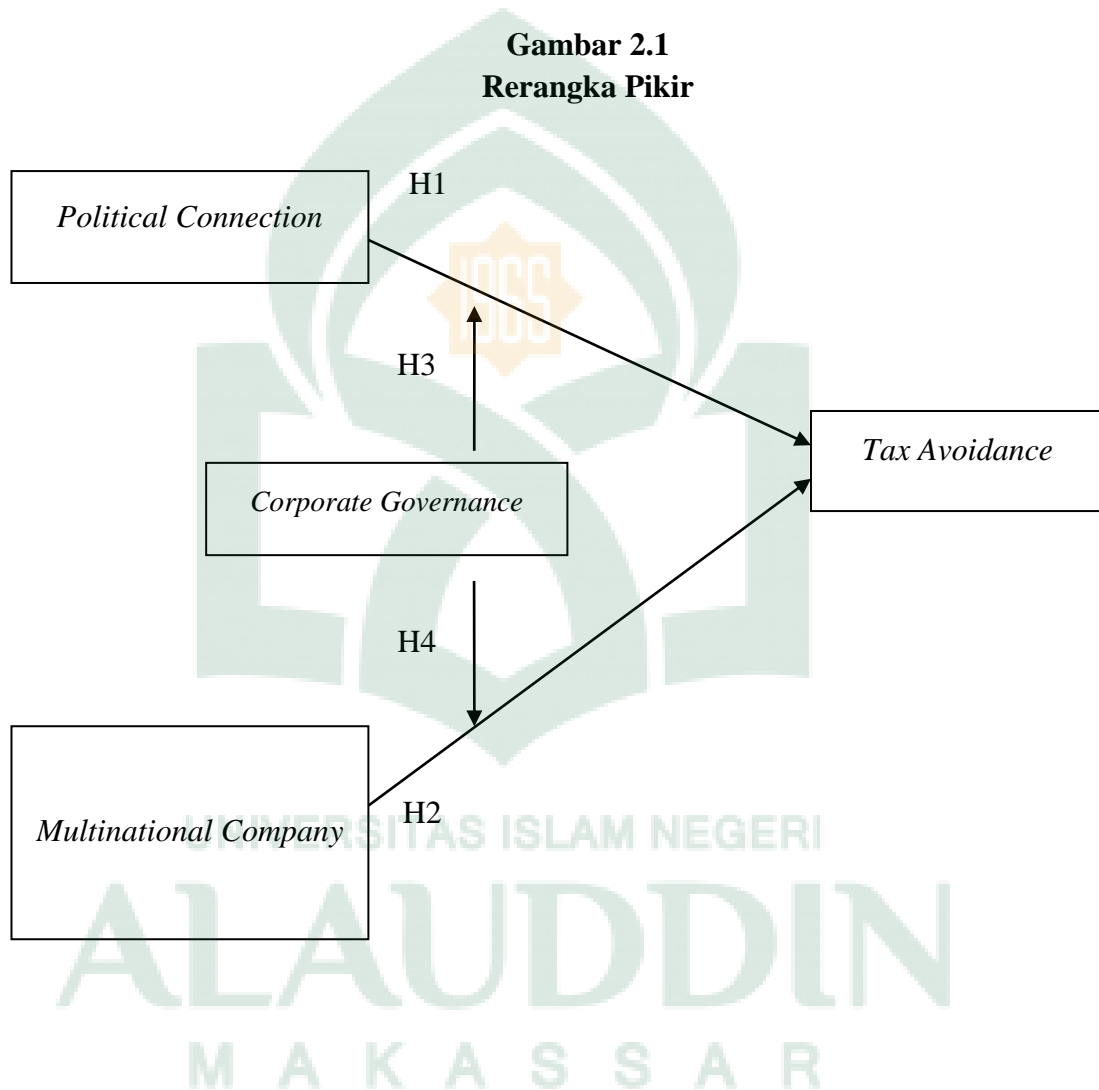 Gambar 2.1
Rerangka Pikir
Political Connection
H1
1965
H3
Tax Avoidance
Corporate Governance
H4
H2
Multinational Company
UNIVERSITAS ISLAM NEGERI
ALAUDDIN
MAKASSAR